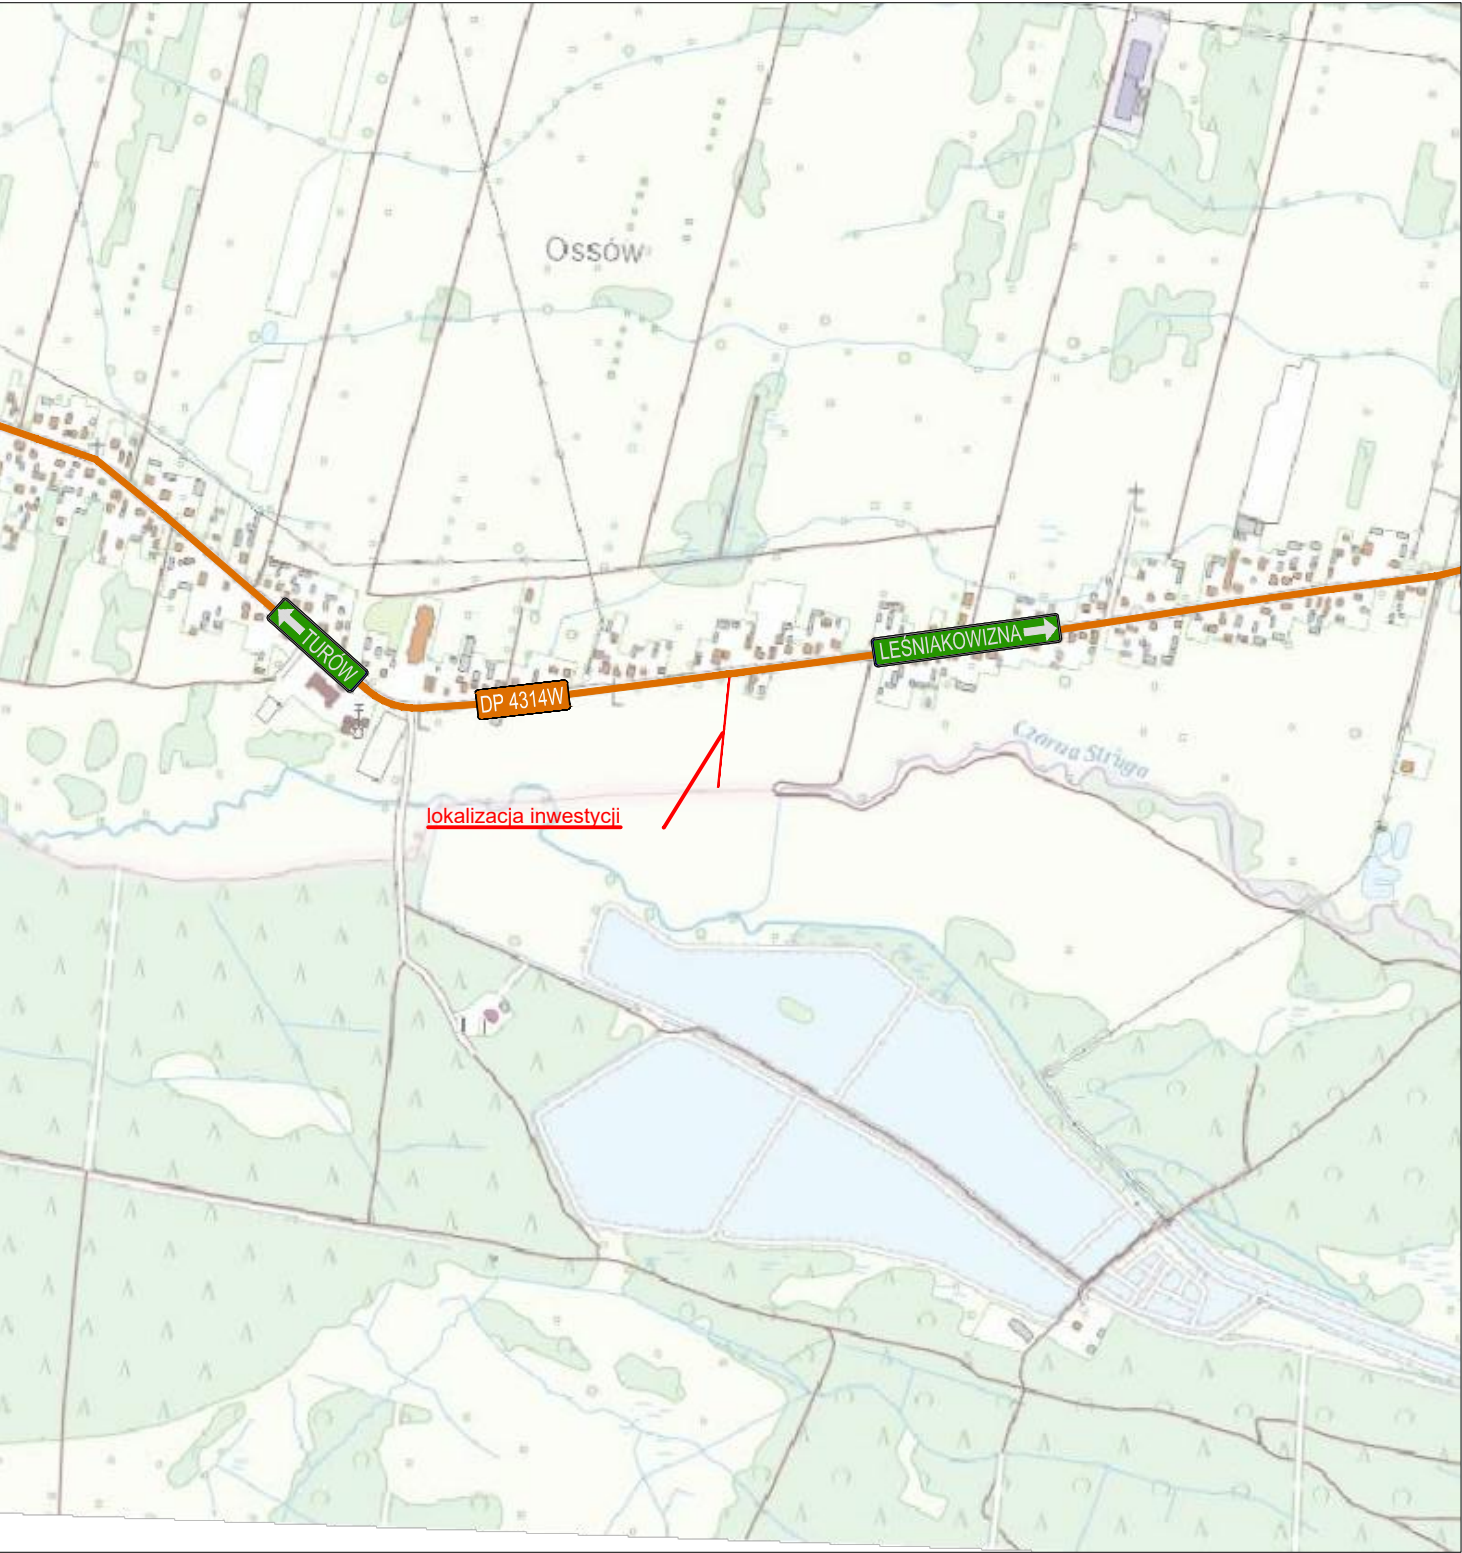 Ossów
TURÓW
LEŚNIAKOWIZNA
DP 4314W
Czarna Struga
lokalizacja inwestycji